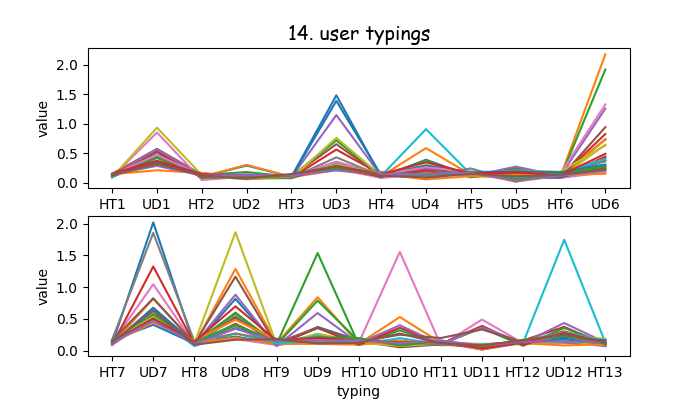 14. user typings
value
2.0
1.5
1.0
0.5
0.0
HT1 UD1 HT2 UD2 HT3 UD3 HT4 UD4 HT5 UD5 HT6 UD6
value
2.0
1.5
1.0
0.5
0.0
HT7 UD7 HT8 UD8 HT9 UD9 HT10 UD10 HT11 UD11 HT12 UD12 HT13
typing